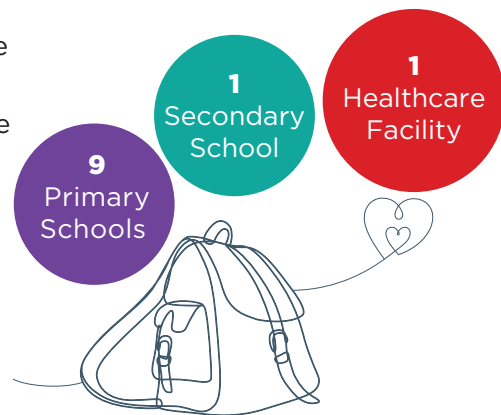 e
e
1
Healthcare
Facility
1
Secondary
School
9
Primary
Schools